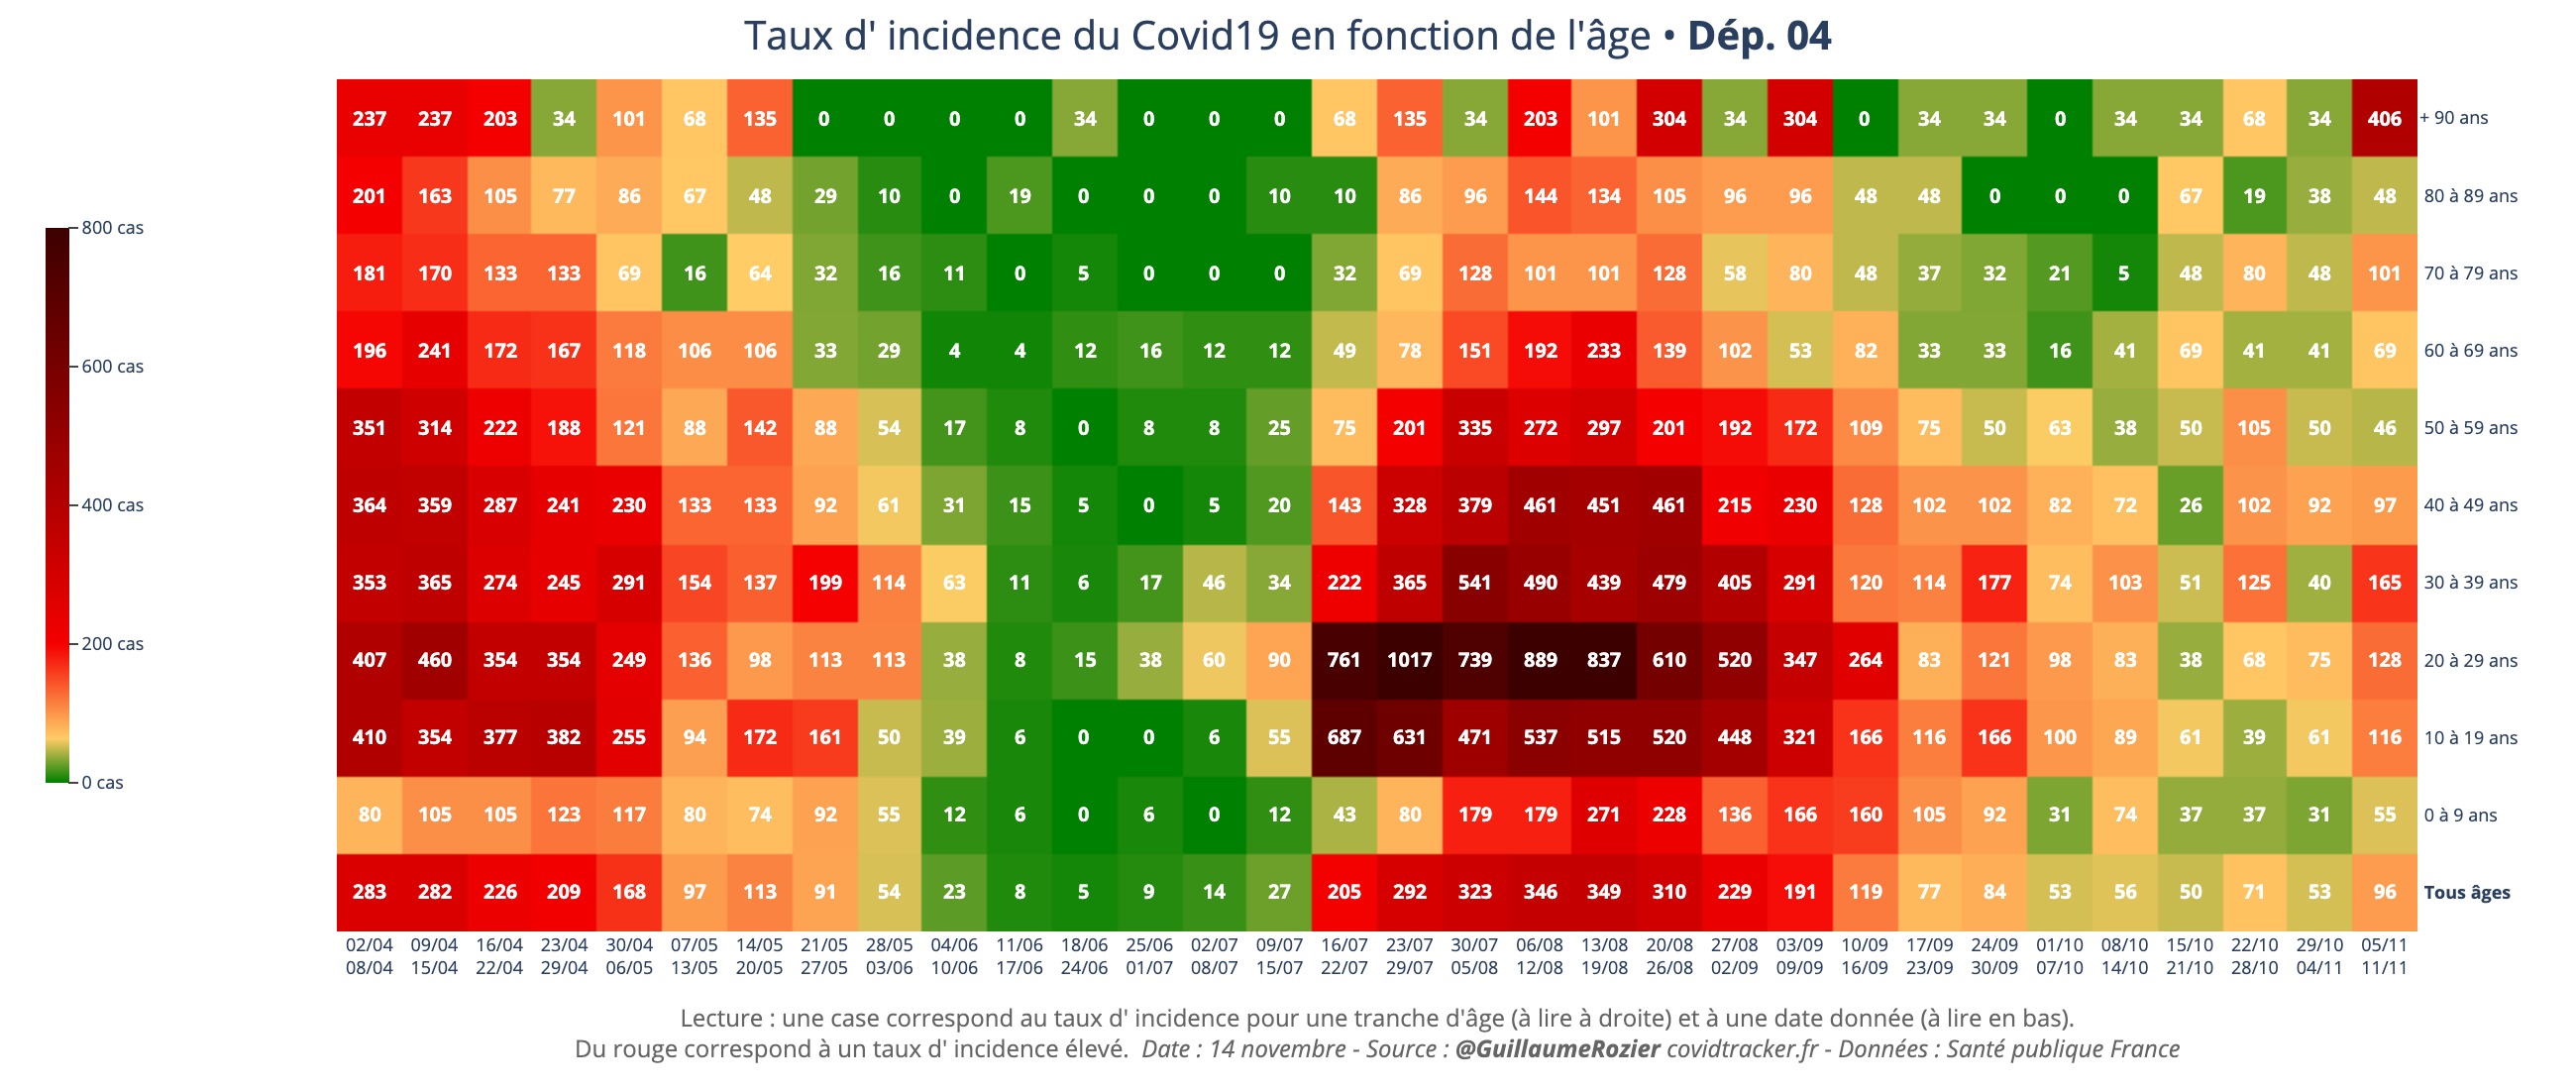 Taux d' incidence du Covid19 en fonction de l'âge • Dép. 04
237 237 203 34 101 68 135 0 0 0 0 34 0 0 0 68 135 34 203 101 304 34 304 0 34 34 0 34 34 68 34 406 + 90 ans
201 163 105 77 86 67 48 29 10 0 19 0 0 0 10 10 86 96 144 134 105 96 96 48 48 0 0 0 67 19 38 48 80 à 89 ans
800 cas
181 170 133 133 69 16 64 32 16 11 0 5 0 0 0 32 69 128 101 101 128 58 80 48 37 32 21 5 48 80 48 101 70 à 79 ans
196 241 172 167 118 106 106 33 29 4 4 12 16 12 12 49 78 151 192 233 139 102 53 82 33 33 16 41 69 41 41 69 60 à 69 ans
600 cas
351 314 222 188 121 88 142 88 54 17 8 0 8 8 25 75 201 335 272 297 201 192 172 109 75 50 63 38 50 105 50 46 50 à 59 ans
400 cas
364 359 287 241 230 133 133 92 61 31 15 5 0 5 20 143 328 379 461 451 461 215 230 128 102 102 82 72 26 102 92 97 40 à 49 ans
353 365 274 245 291 154 137 199 114 63 11 6 17 46 34 222 365 541 490 439 479 405 291 120 114 177 74 103 51 125 40 165 30 à 39 ans
200 cas
407 460 354 354 249 136 98 113 113 38 8 15 38 60 90 761 1017 739 889 837 610 520 347 264 83 121 98 83 38 68 75 128 20 à 29 ans
410 354 377 382 255 94 172 161 50 39 6 0 0 6 55 687 631 471 537 515 520 448 321 166 116 166 100 89 61 39 61 116 10 à 19 ans
0 cas
80 105 105 123 117 80 74 92 55 12 6 0 6 0 12 43 80 179 179 271 228 136 166 160 105 92 31 74 37 37 31 55 0 à 9 ans
283 282 226 209 168 97 113 91 54 23 8 5 9 14 27 205 292 323 346 349 310 229 191 119 77 84 53 56 50 71 53 96 Tous âges
02/04 09/04 16/04 23/04 30/04 07/05 14/05 21/05 28/05 04/06 11/06 18/06 25/06 02/07 09/07 16/07 23/07 30/07 06/08 13/08 20/08 27/08 03/09 10/09 17/09 24/09 01/10 08/10 15/10 22/10 29/10 05/11
08/04 15/04 22/04 29/04 06/05 13/05 20/05 27/05 03/06 10/06 17/06 24/06 01/07 08/07 15/07 22/07 29/07 05/08 12/08 19/08 26/08 02/09 09/09 16/09 23/09 30/09 07/10 14/10 21/10 28/10 04/11 11/11
Lecture : une case correspond au taux d' incidence pour une tranche d'âge (à lire à droite) et à une date donnée (à lire en bas).
Du rouge correspond à un taux d' incidence élevé. Date : 14 novembre - Source : @GuillaumeRozier covidtracker.fr - Données : Santé publique France